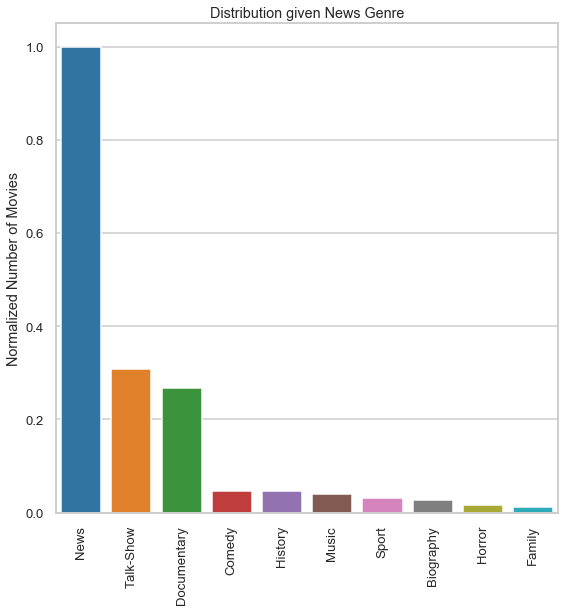 Distribution given News Genre
Normalized Number of Movies
1.0
0.8
0.6
0.4
0.2
0.0
News
Talk-Show
Documentary
Comedy
History
Music
Sport
Biography
Horror
Family